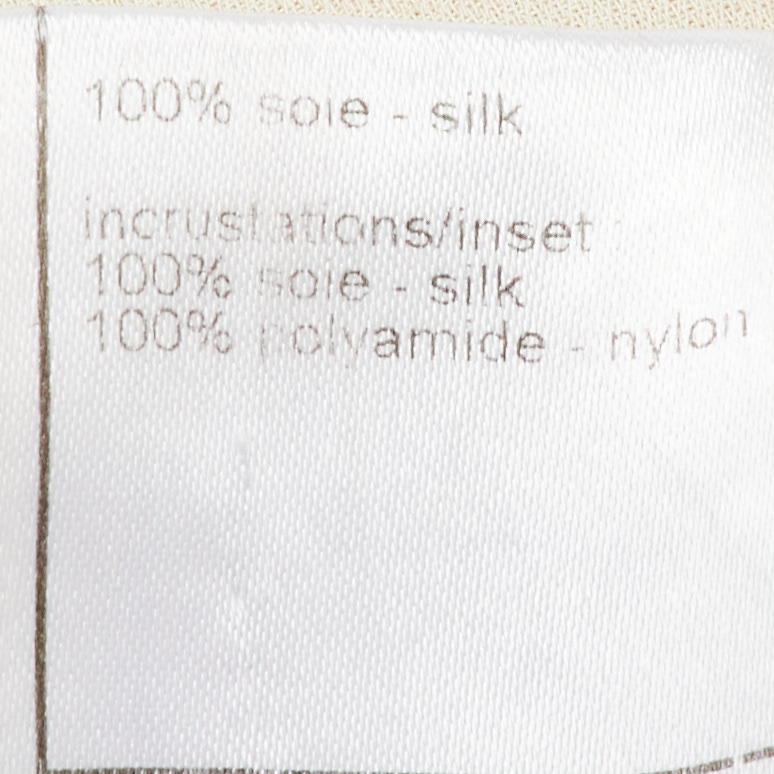 100% soie - silk
incrustations/inset :
100% soie - silk
100% polyamide - nylon